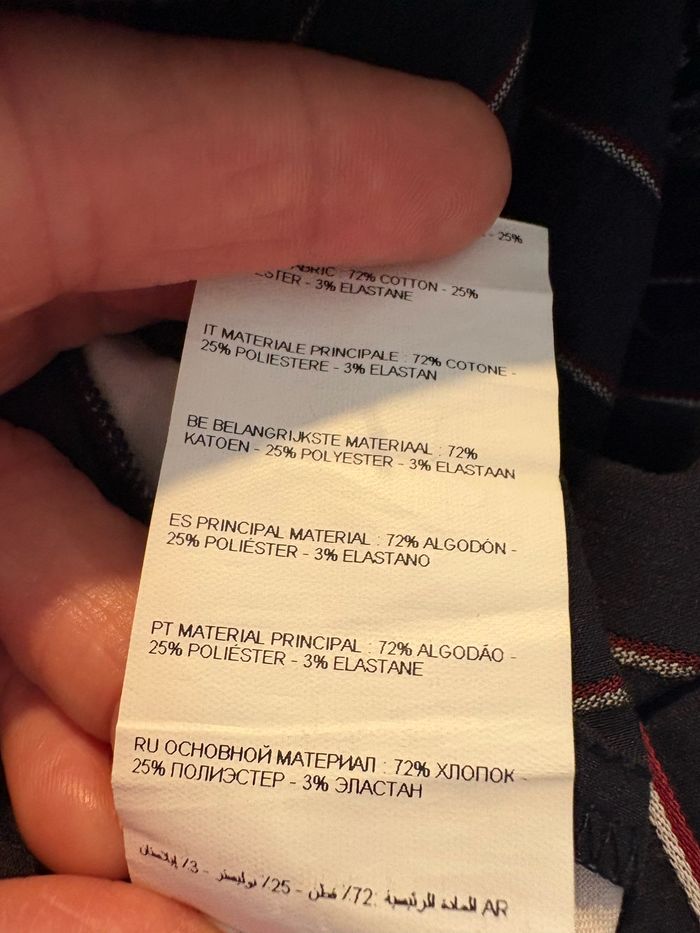 - 25%
FABRIC : 72% COTTON - 25%
- 3% ELASTANE
IT MATERIALE PRINCIPALE : 72% COTONE -
25% POLIESTERE - 3% ELASTAN
BE BELANGRIJKSTE MATERIAAL : 72%
KATOEN - 25% POLYESTER - 3% ELASTAAN
ES PRINCIPAL MATERIAL : 72% ALGODÓN -
25% POLIÉSTER - 3% ELASTANO
PT MATERIAL PRINCIPAL : 72% ALGODÃO -
25% POLIÉSTER - 3% ELASTANE
RU ОСНОВНОЙ МАТЕРИАЛ : 72% ХЛОПОК -
25% ПОЛИЭСТЕР - 3% ЭЛАСТАН
AR المادة الرئيسية :72٪ قطن - 25٪ بوليستر - 3٪ إيلاستان